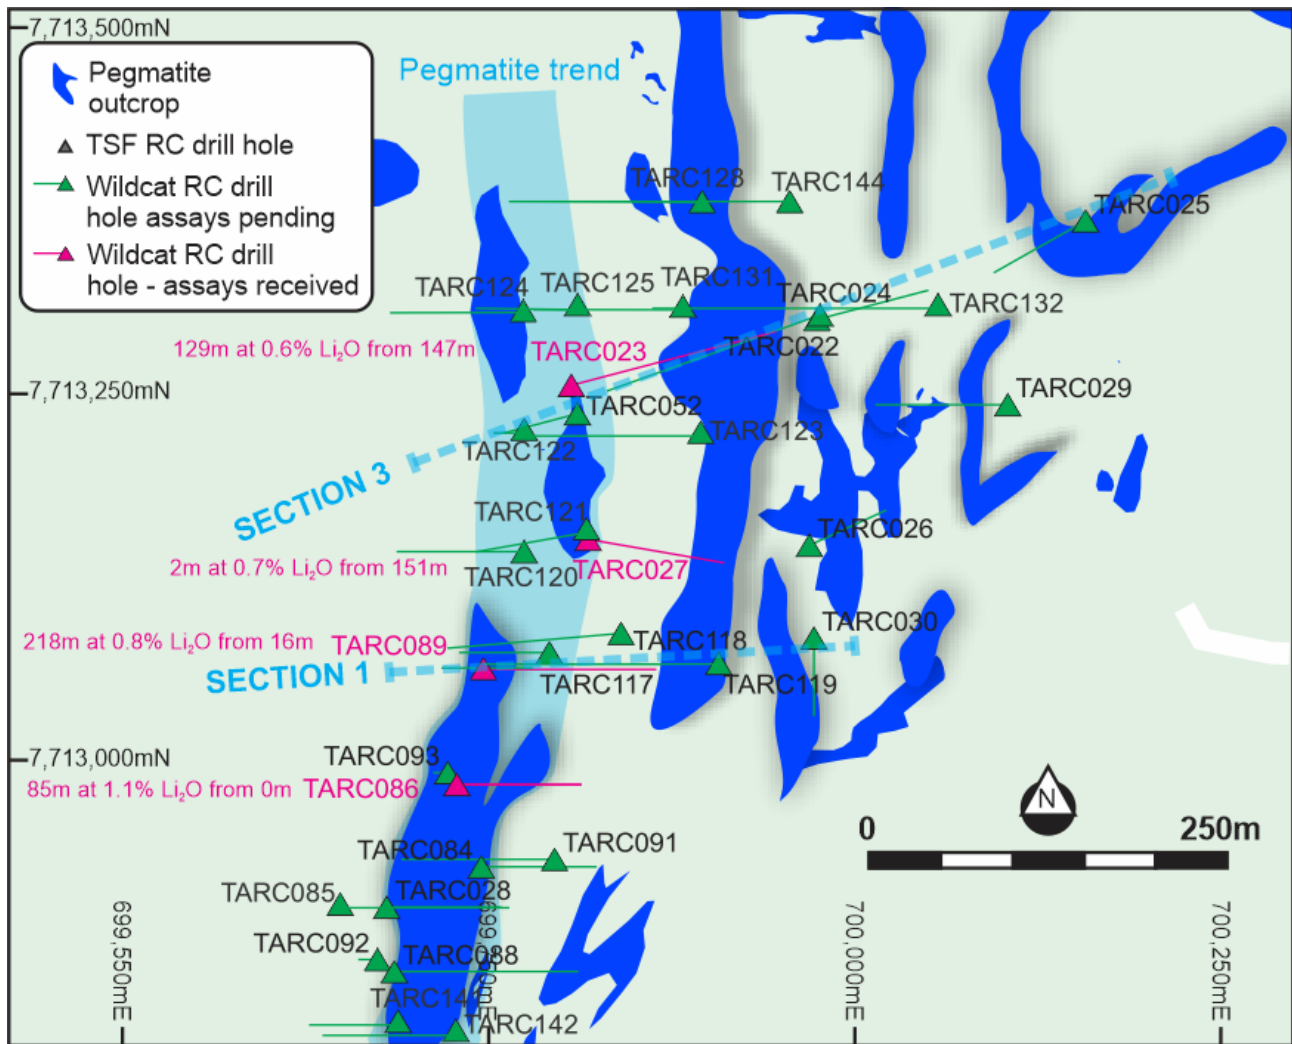 7,713,500mN
Pegmatite
outcrop
TSF RC drill hole
Wildcat RC drill
hole assays pending
Wildcat RC drill
hole - assays received
Pegmatite trend
TARC128
TARC144
TARC025
TARC124
TARC125
TARC131
TARC024
TARC132
129m at 0.6% Li₂O from 147m
TARC023
TARC022
7,713,250mN
TARC029
TARC052
TARC123
TARC122
SECTION 3
TARC121
TARC026
2m at 0.7% Li₂O from 151m
TARC120
TARC027
TARC030
218m at 0.8% Li₂O from 16m
TARC089
TARC118
SECTION 1
TARC117
TARC119
7,713,000mN
TARC093
85m at 1.1% Li₂O from 0m
TARC086
N
0
250m
TARC084
TARC091
TARC085
TARC028
TARC092
TARC088
TARC141
TARC142
699,550mE
700,000mE
700,250mE